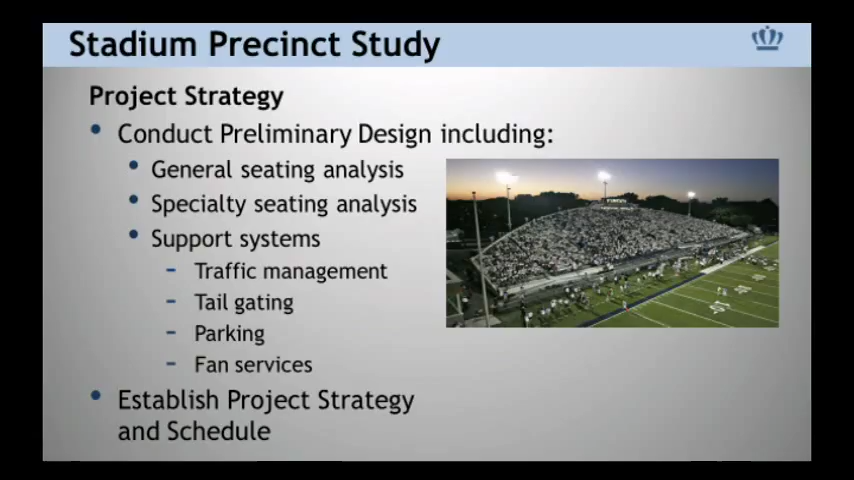 Stadium Precinct Study
Project Strategy
• Conduct Preliminary Design including:
• General seating analysis
• Specialty seating analysis
• Support systems
- Traffic management
- Tail gating
- Parking
- Fan services
• Establish Project Strategy
and Schedule